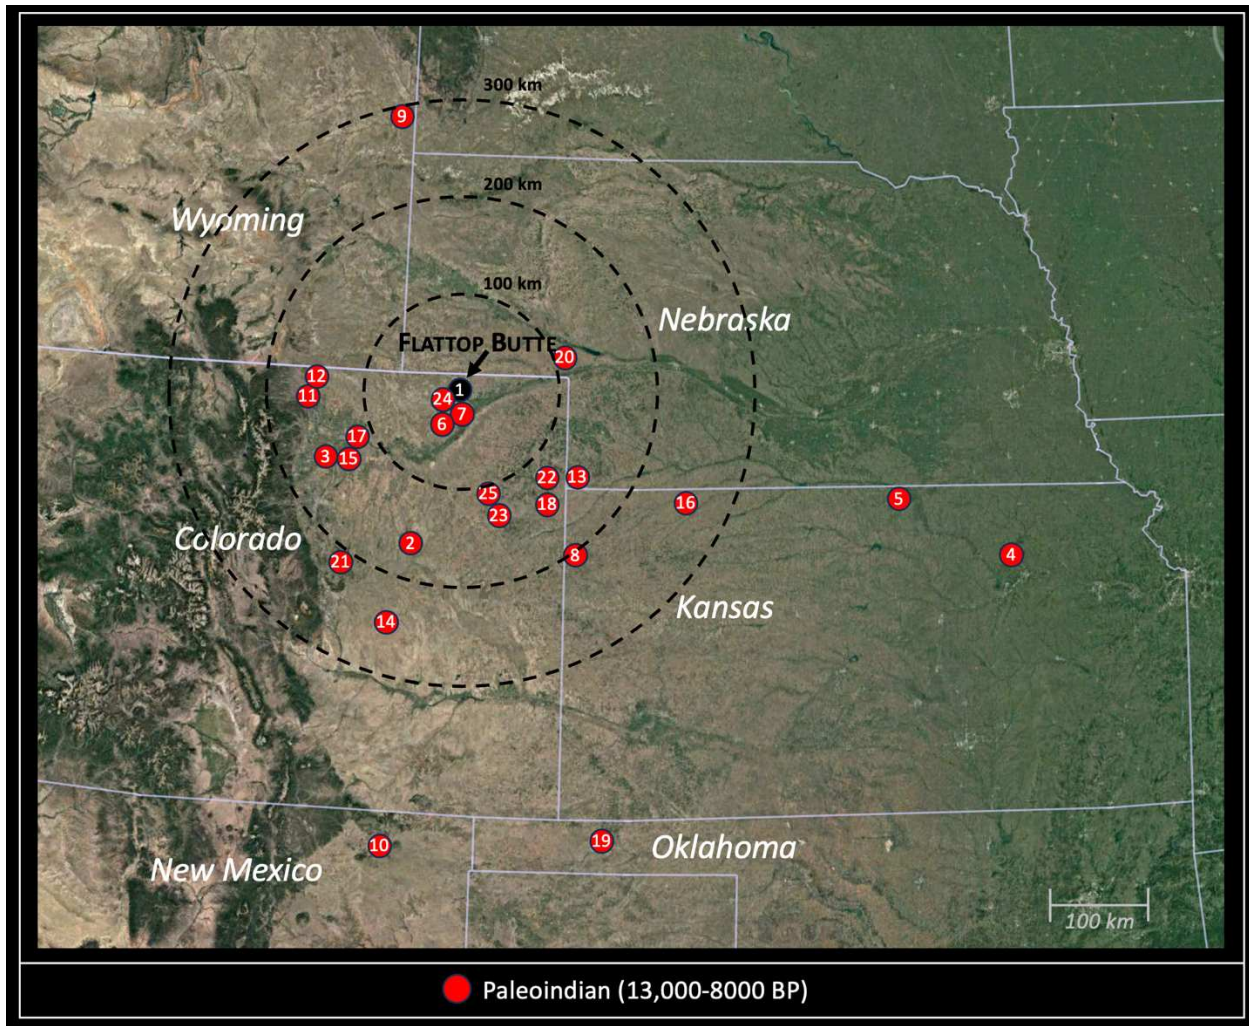 300 km
9
200 km
Wyoming
100 km
Nebraska
FLATTOP BUTTE
20
12
1
11
24
7
6
17
3
15
22
13
25
18
16
5
23
Colorado
2
8
4
21
Kansas
14
10
19
Oklahoma
New Mexico
100 km
Paleoindian (13,000-8000 BP)